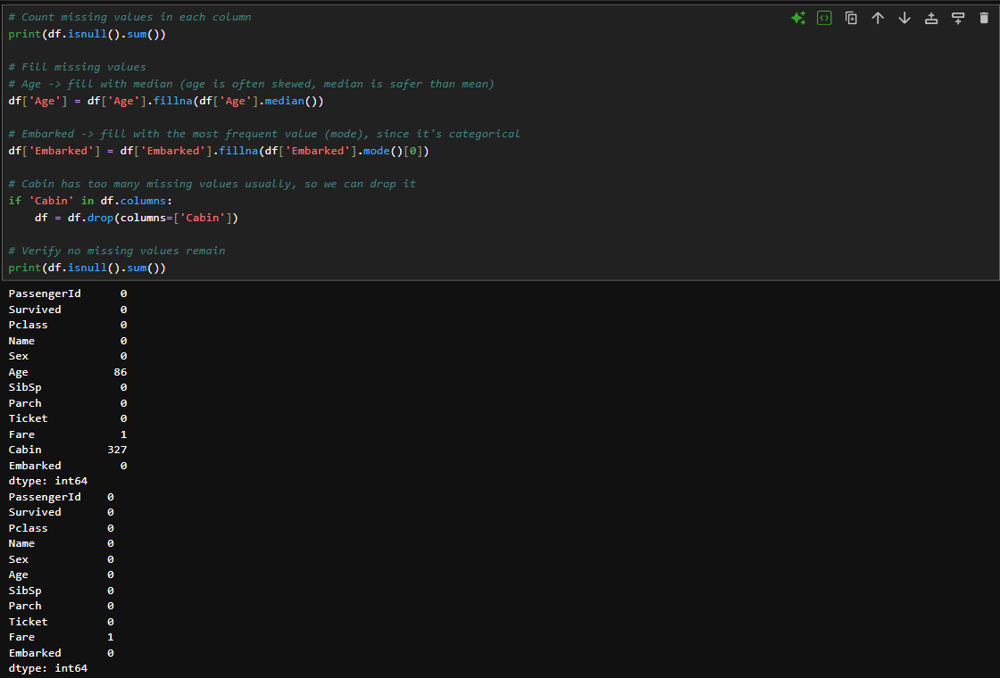 # Count missing values in each column
print(df.isnull().sum())
# Fill missing values
# Age -> fill with median (age is often skewed, median is safer than mean)
df['Age'] = df['Age'].fillna(df['Age'].median())
# Embarked -> fill with the most frequent value (mode), since it's categorical
df['Embarked'] = df['Embarked'].fillna(df['Embarked'].mode()[0])
# Cabin has too many missing values usually, so we can drop it
if 'Cabin' in df.columns:
    df = df.drop(columns=['Cabin'])
# Verify no missing values remain
print(df.isnull().sum())
PassengerId 0
Survived 0
Pclass 0
Name 0
Sex 0
Age 86
SibSp 0
Parch 0
Ticket 0
Fare 1
Cabin 327
Embarked 0
dtype: int64
PassengerId 0
Survived 0
Pclass 0
Name 0
Sex 0
Age 0
SibSp 0
Parch 0
Ticket 0
Fare 1
Embarked 0
dtype: int64